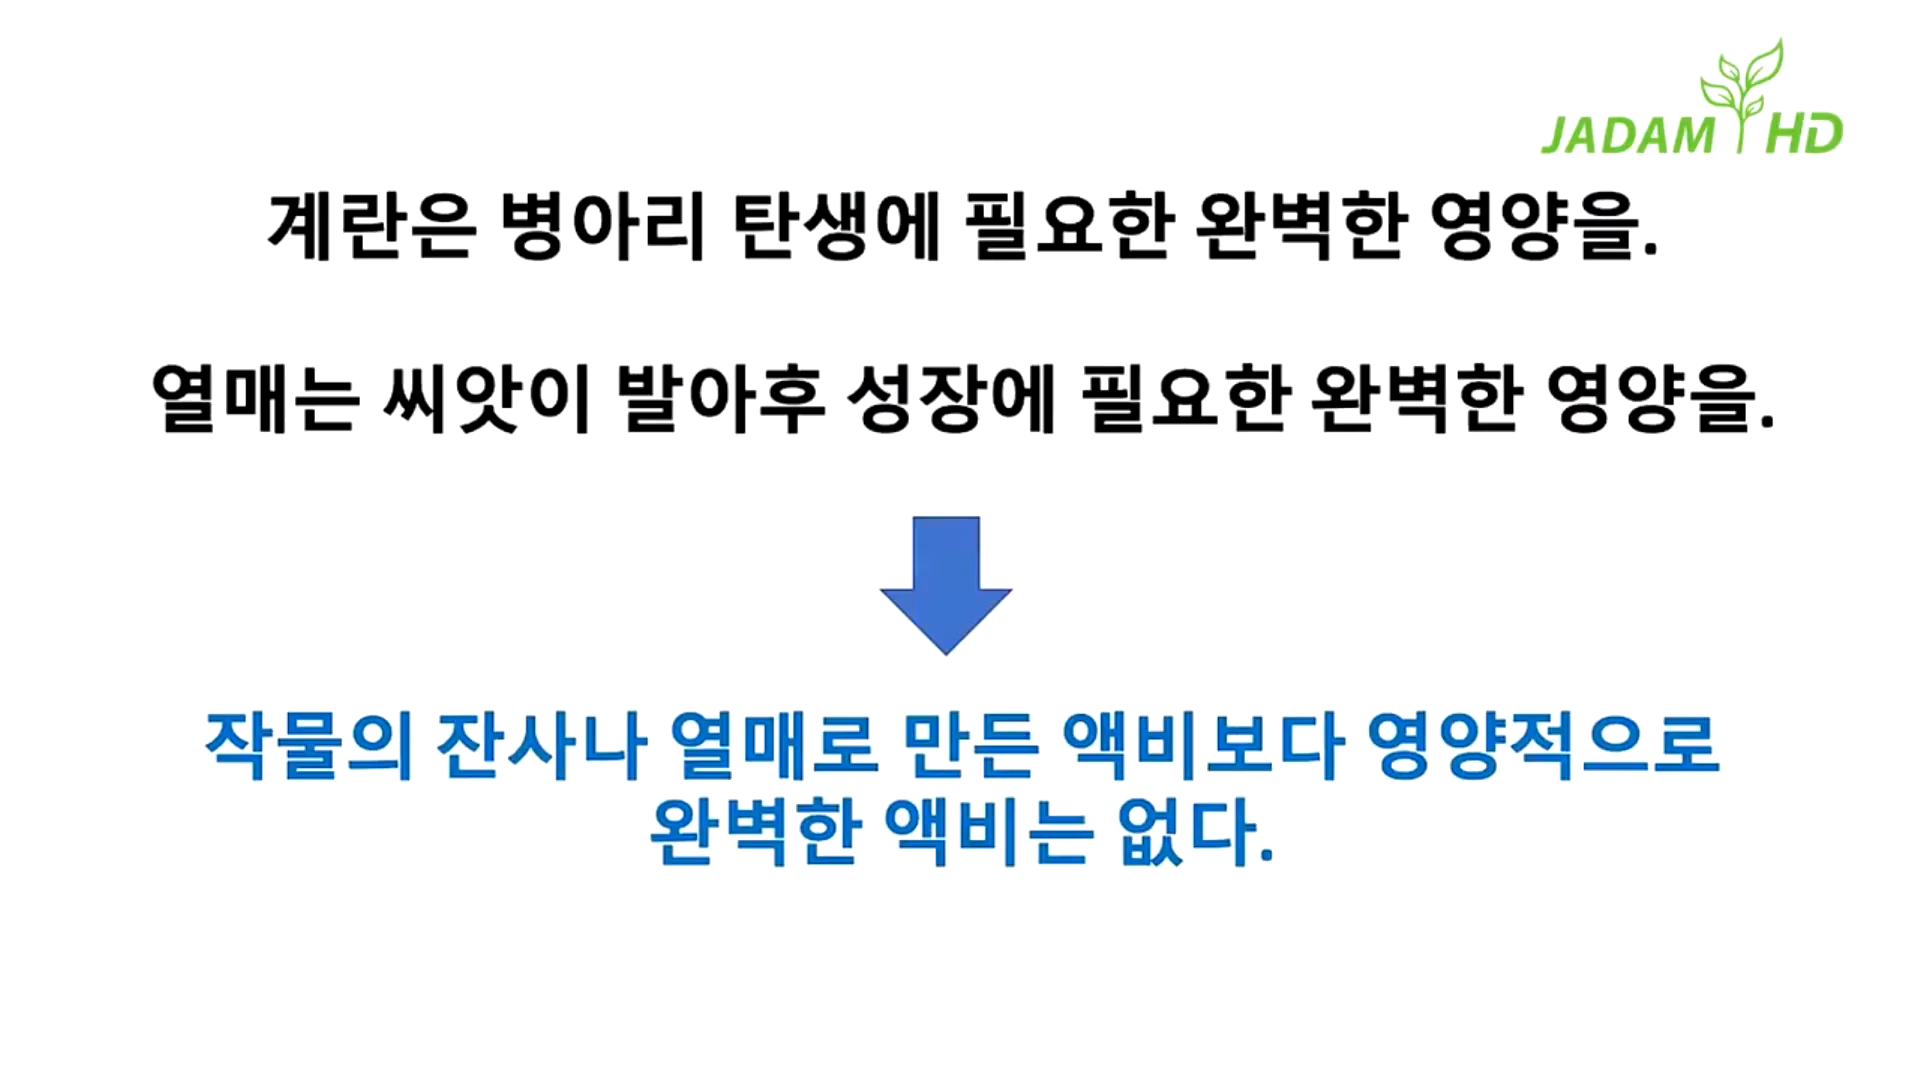 JADAM HD
계란은 병아리 탄생에 필요한 완벽한 영양을.
열매는 씨앗이 발아후 성장에 필요한 완벽한 영양을.
작물의 잔사나 열매로 만든 액비보다 영양적으로
완벽한 액비는 없다.